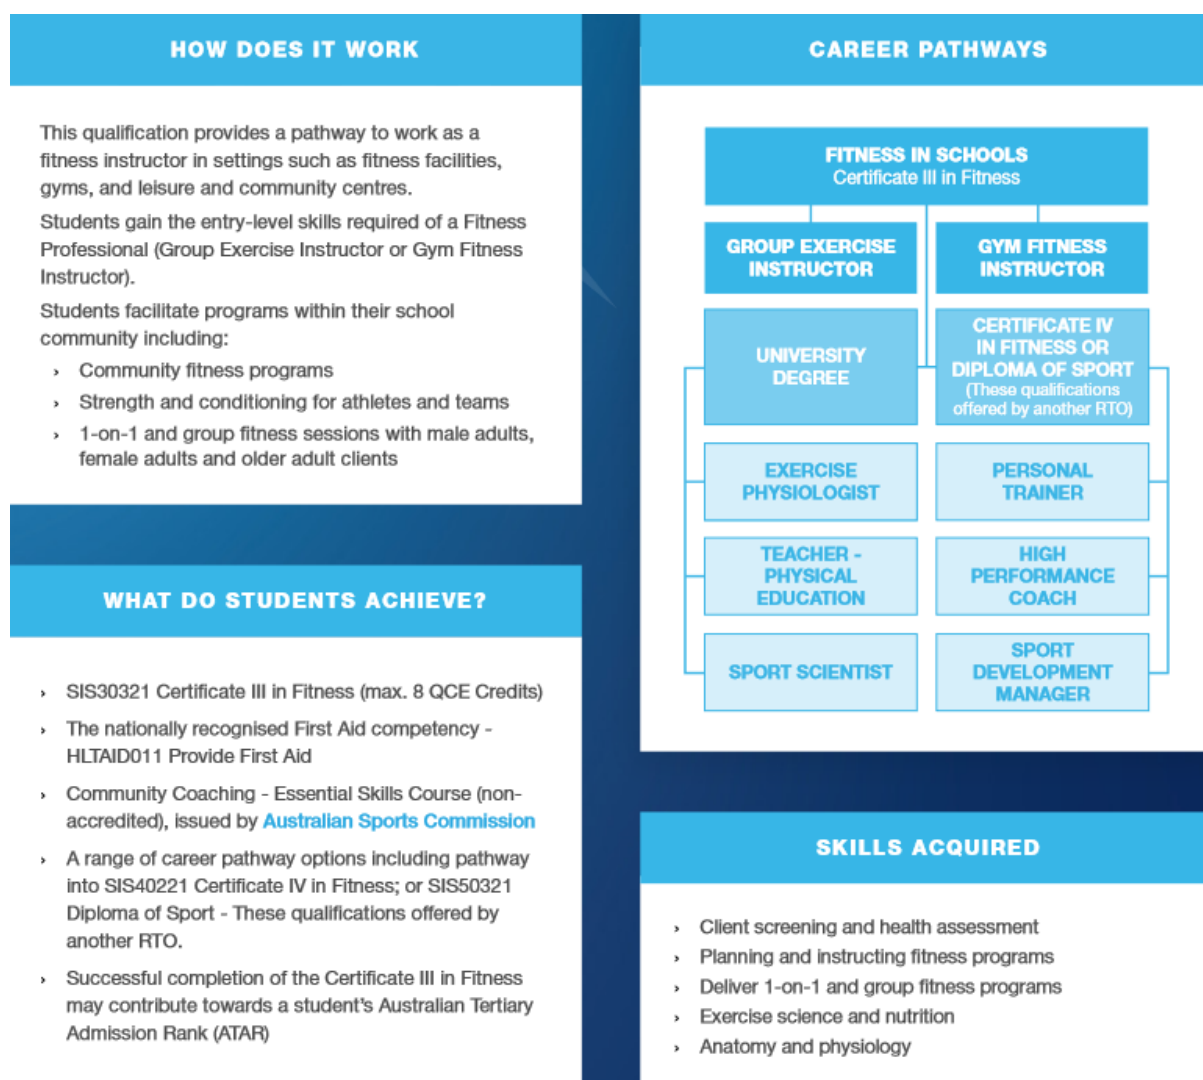 HOW DOES IT WORK
This qualification provides a pathway to work as a
fitness instructor in settings such as fitness facilities,
gyms, and leisure and community centres.
Students gain the entry-level skills required of a Fitness
Professional (Group Exercise Instructor or Gym Fitness
Instructor).
Students facilitate programs within their school
community including:
› Community fitness programs
› Strength and conditioning for athletes and teams
› 1-on-1 and group fitness sessions with male adults,
female adults and older adult clients
WHAT DO STUDENTS ACHIEVE?
› SIS30321 Certificate III in Fitness (max. 8 QCE Credits)
› The nationally recognised First Aid competency -
HLTAID011 Provide First Aid
› Community Coaching - Essential Skills Course (non-
accredited), issued by Australian Sports Commission
› A range of career pathway options including pathway
into SIS40221 Certificate IV in Fitness; or SIS50321
Diploma of Sport - These qualifications offered by
another RTO.
› Successful completion of the Certificate III in Fitness
may contribute towards a student’s Australian Tertiary
Admission Rank (ATAR)
CAREER PATHWAYS
FITNESS IN SCHOOLS
Certificate III in Fitness
GROUP EXERCISE
INSTRUCTOR
GYM FITNESS
INSTRUCTOR
UNIVERSITY
DEGREE
CERTIFICATE IV
IN FITNESS OR
DIPLOMA OF SPORT
(These qualifications
offered by another RTO)
EXERCISE
PHYSIOLOGIST
PERSONAL
TRAINER
TEACHER -
PHYSICAL
EDUCATION
HIGH
PERFORMANCE
COACH
SPORT SCIENTIST
SPORT
DEVELOPMENT
MANAGER
SKILLS ACQUIRED
› Client screening and health assessment
› Planning and instructing fitness programs
› Deliver 1-on-1 and group fitness programs
› Exercise science and nutrition
› Anatomy and physiology